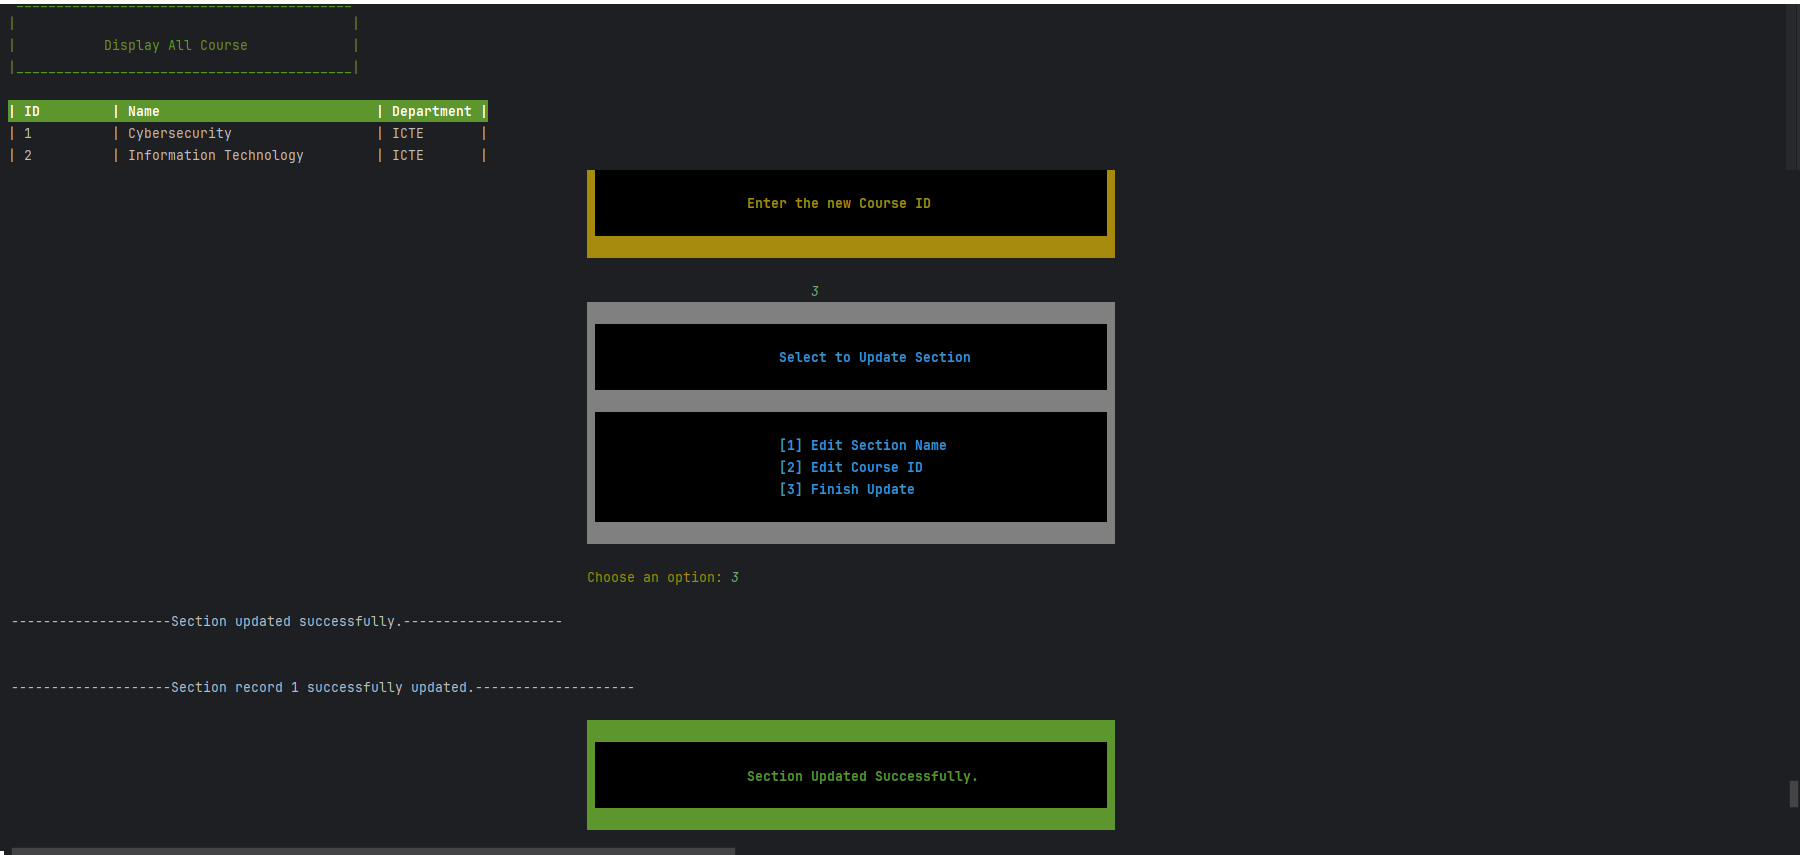 Display All Course
| ID | Name | Department |
| 1 | Cybersecurity | ICTE |
| 2 | Information Technology | ICTE |
Enter the new Course ID
3
Select to Update Section
[1] Edit Section Name
[2] Edit Course ID
[3] Finish Update
Choose an option: 3
--------------------Section updated successfully.--------------------
--------------------Section record 1 successfully updated.--------------------
Section Updated Successfully.